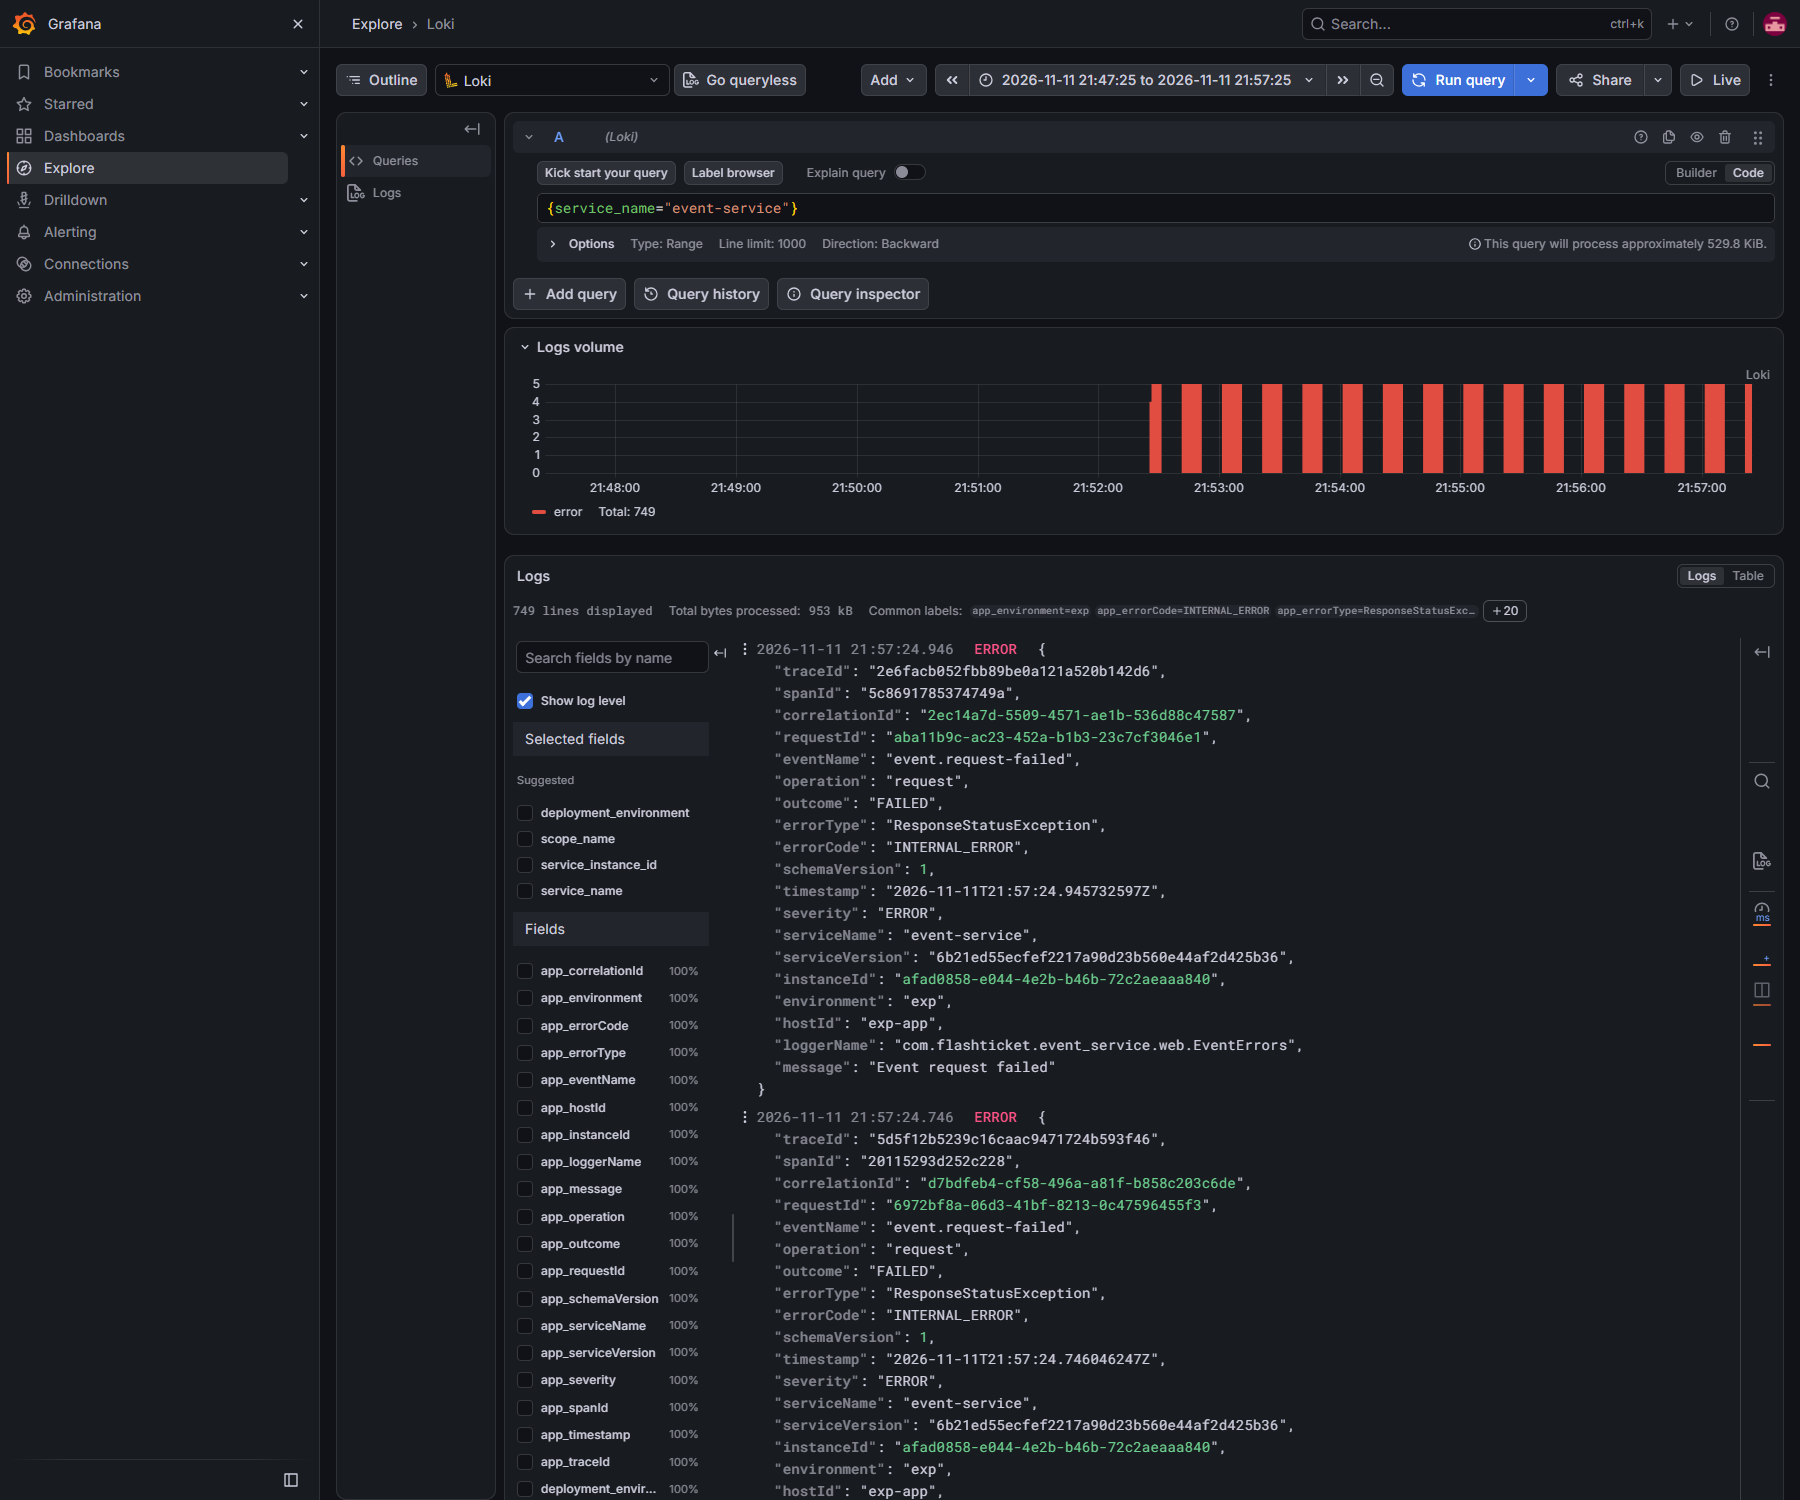 Grafana
Explore › Loki
Search...
ctrl+k
Bookmarks
Starred
Dashboards
Explore
Drilldown
Alerting
Connections
Administration
Outline
Loki
Go queryless
Add
2026-11-11 21:47:25 to 2026-11-11 21:57:25
Run query
Share
Live
Queries
Logs
A (Loki)
Kick start your query
Label browser
Explain query
Builder
Code
{service_name="event-service"}
Options Type: Range Line limit: 1000 Direction: Backward
This query will process approximately 529.8 KiB.
+ Add query
Query history
Query inspector
Logs volume
Loki
5
4
3
2
1
0
21:48:00 21:49:00 21:50:00 21:51:00 21:52:00 21:53:00 21:54:00 21:55:00 21:56:00 21:57:00
error Total: 749
Logs
Logs
Table
749 lines displayed Total bytes processed: 953 kB Common labels: app_environment=exp app_errorCode=INTERNAL_ERROR app_errorType=ResponseStatusExc… +20
Search fields by name
Show log level
Selected fields
Suggested
deployment_environment
scope_name
service_instance_id
service_name
Fields
app_correlationId 100%
app_environment 100%
app_errorCode 100%
app_errorType 100%
app_eventName 100%
app_hostId 100%
app_instanceId 100%
app_loggerName 100%
app_message 100%
app_operation 100%
app_outcome 100%
app_requestId 100%
app_schemaVersion 100%
app_serviceName 100%
app_serviceVersion 100%
app_severity 100%
app_spanId 100%
app_timestamp 100%
app_traceId 100%
deployment_envir... 100%
2026-11-11 21:57:24.946 ERROR {
"traceId": "2e6facb052fbb89be0a121a520b142d6",
"spanId": "5c8691785374749a",
"correlationId": "2ec14a7d-5509-4571-ae1b-536d88c47587",
"requestId": "aba11b9c-ac23-452a-b1b3-23c7cf3046e1",
"eventName": "event.request-failed",
"operation": "request",
"outcome": "FAILED",
"errorType": "ResponseStatusException",
"errorCode": "INTERNAL_ERROR",
"schemaVersion": 1,
"timestamp": "2026-11-11T21:57:24.945732597Z",
"severity": "ERROR",
"serviceName": "event-service",
"serviceVersion": "6b21ed55ecfef2217a90d23b560e44af2d425b36",
"instanceId": "afad0858-e044-4e2b-b46b-72c2aeaaa840",
"environment": "exp",
"hostId": "exp-app",
"loggerName": "com.flashticket.event_service.web.EventErrors",
"message": "Event request failed"
}
2026-11-11 21:57:24.746 ERROR {
"traceId": "5d5f12b5239c16caac9471724b593f46",
"spanId": "20115293d252c228",
"correlationId": "d7bdfeb4-cf58-496a-a81f-b858c203c6de",
"requestId": "6972bf8a-06d3-41bf-8213-0c47596455f3",
"eventName": "event.request-failed",
"operation": "request",
"outcome": "FAILED",
"errorType": "ResponseStatusException",
"errorCode": "INTERNAL_ERROR",
"schemaVersion": 1,
"timestamp": "2026-11-11T21:57:24.746046247Z",
"severity": "ERROR",
"serviceName": "event-service",
"serviceVersion": "6b21ed55ecfef2217a90d23b560e44af2d425b36",
"instanceId": "afad0858-e044-4e2b-b46b-72c2aeaaa840",
"environment": "exp",
"hostId": "exp-app",
LOG
ms